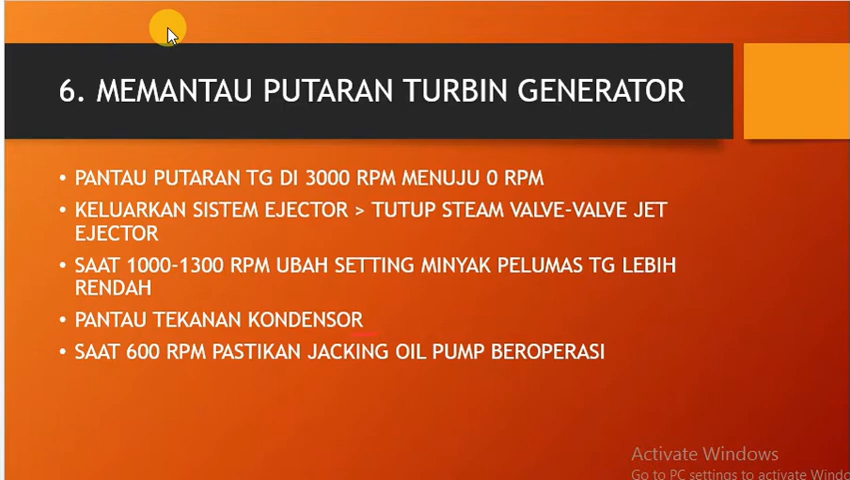 6. MEMANTAU PUTARAN TURBIN GENERATOR
• PANTAU PUTARAN TG DI 3000 RPM MENUJU 0 RPM
• KELUARKAN SISTEM EJECTOR > TUTUP STEAM VALVE-VALVE JET
EJECTOR
• SAAT 1000-1300 RPM UBAH SETTING MINYAK PELUMAS TG LEBIH
RENDAH
• PANTAU TEKANAN KONDENSOR
• SAAT 600 RPM PASTIKAN JACKING OIL PUMP BEROPERASI
Activate Windows
Go to PC settings to activate